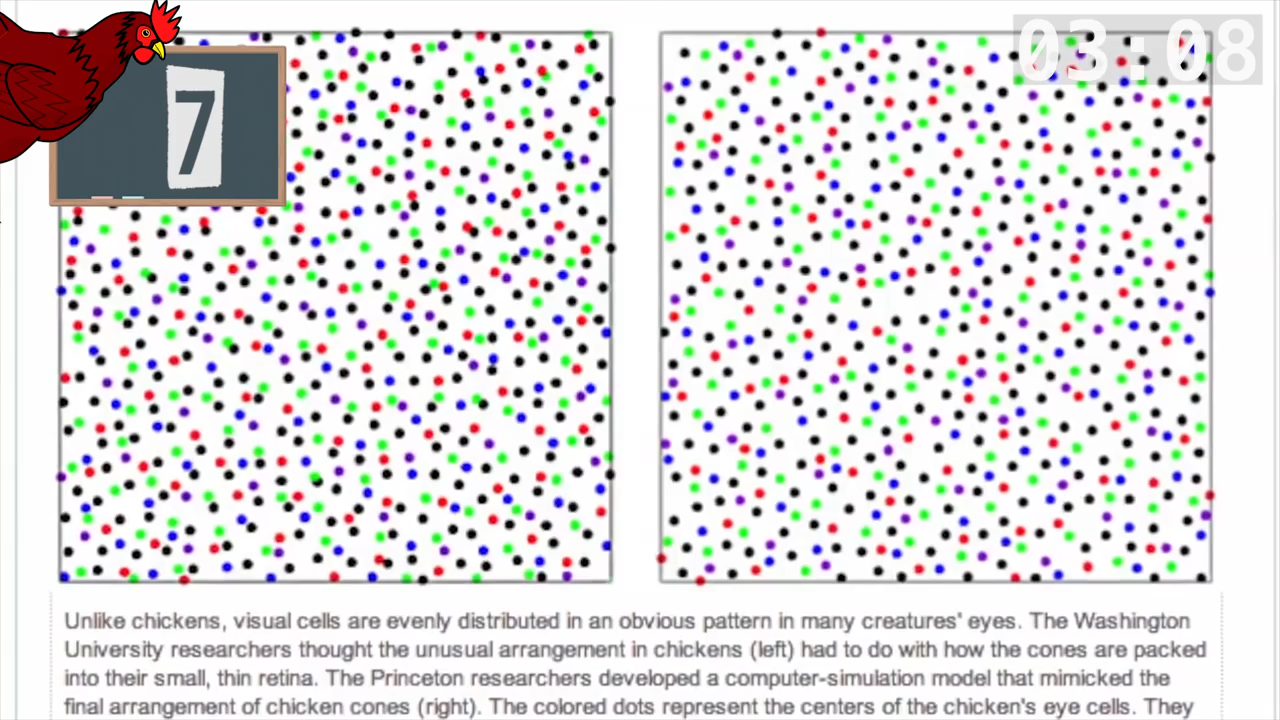 03:08
7
Unlike chickens, visual cells are evenly distributed in an obvious pattern in many creatures' eyes. The Washington
University researchers thought the unusual arrangement in chickens (left) had to do with how the cones are packed
into their small, thin retina. The Princeton researchers developed a computer-simulation model that mimicked the
final arrangement of chicken cones (right). The colored dots represent the centers of the chicken's eye cells. They